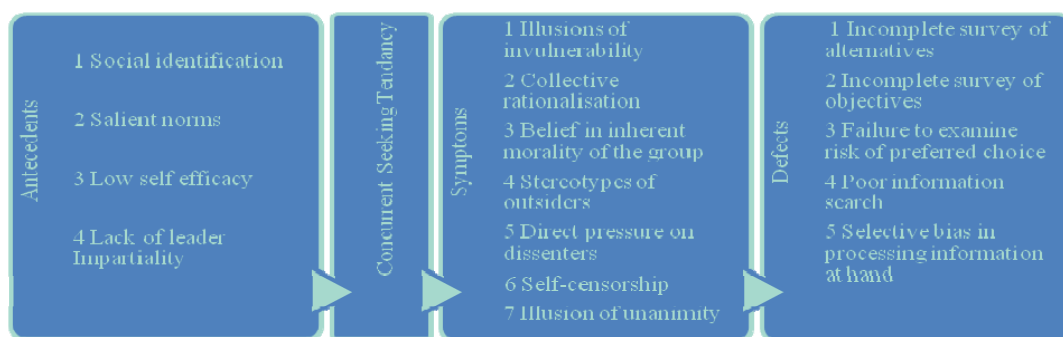 Antecedents
1 Social identification
2 Salient norms
3 Low self efficacy
4 Lack of leader
Impartiality
Concurrent Seeking Tendancy
Symptoms
1 Illusions of
invulnerability
2 Collective
rationalisation
3 Belief in inherent
morality of the group
4 Stereotypes of
outsiders
5 Direct pressure on
dissenters
6 Self-censorship
7 Illusion of unanimity
Defects
1 Incomplete survey of
alternatives
2 Incomplete survey of
objectives
3 Failure to examine
risk of preferred choice
4 Poor information
search
5 Selective bias in
processing information
at hand